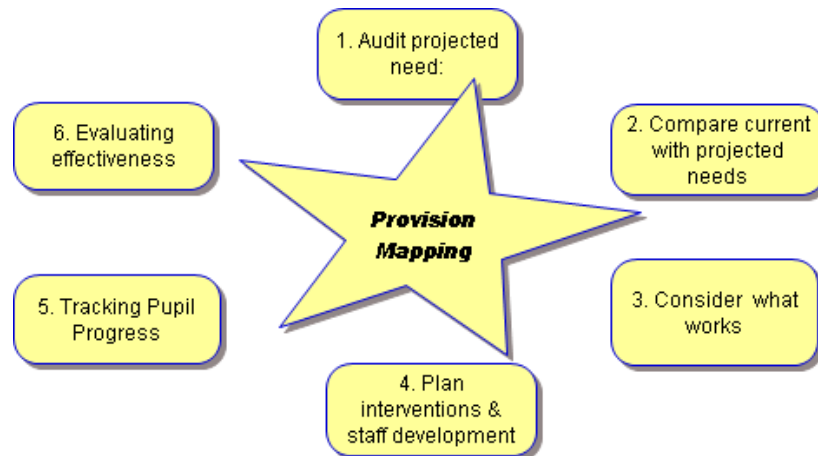 1. Audit projected
need:
2. Compare current
with projected
needs
3. Consider what
works
4. Plan
interventions &
staff development
5. Tracking Pupil
Progress
6. Evaluating
effectiveness
Provision
Mapping